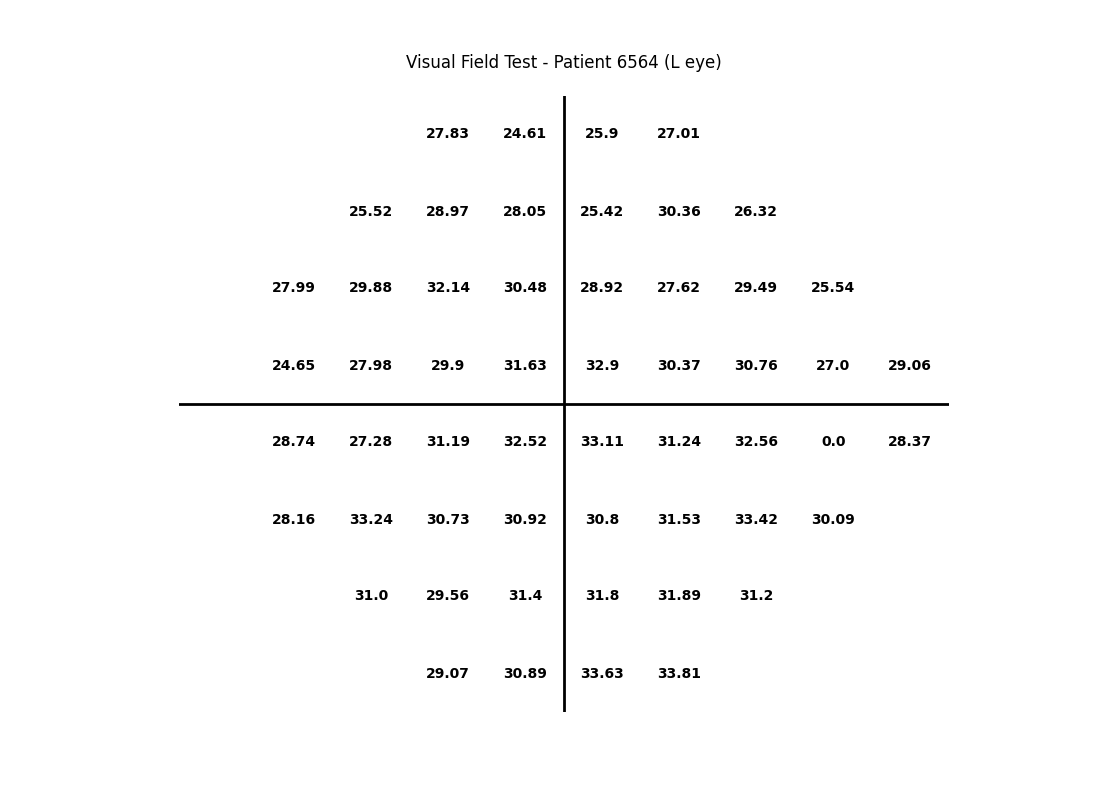 Visual Field Test - Patient 6564 (L eye)
27.83 24.61 25.9 27.01
25.52 28.97 28.05 25.42 30.36 26.32
27.99 29.88 32.14 30.48 28.92 27.62 29.49 25.54
24.65 27.98 29.9 31.63 32.9 30.37 30.76 27.0 29.06
28.74 27.28 31.19 32.52 33.11 31.24 32.56 0.0 28.37
28.16 33.24 30.73 30.92 30.8 31.53 33.42 30.09
31.0 29.56 31.4 31.8 31.89 31.2
29.07 30.89 33.63 33.81